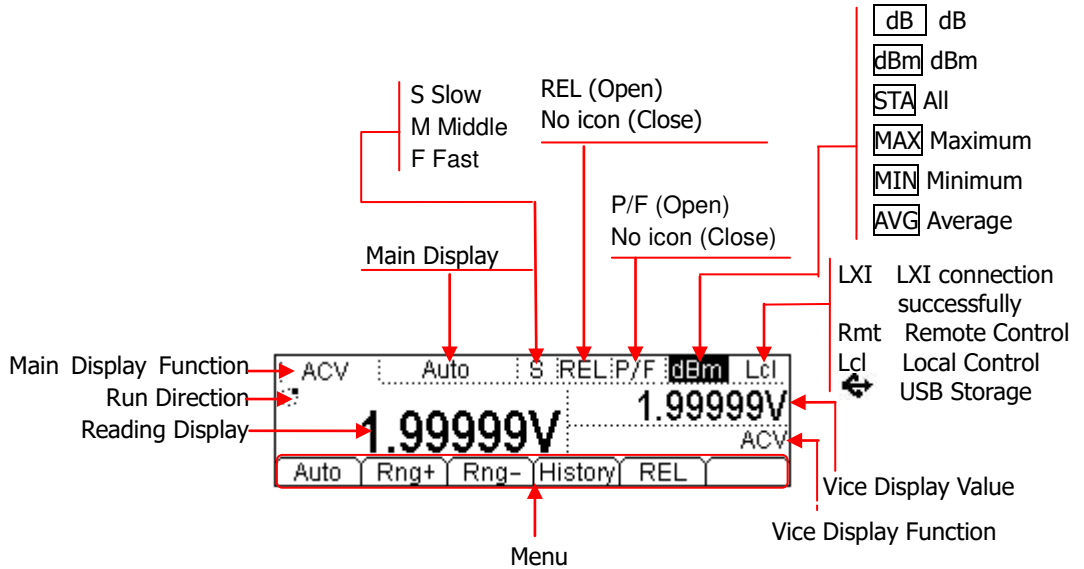 dB dB
dBm dBm
STA All
MAX Maximum
MIN Minimum
AVG Average
S Slow
M Middle
F Fast
REL (Open)
No icon (Close)
P/F (Open)
No icon (Close)
Main Display
LXI LXI connection
successfully
Rmt Remote Control
Lcl Local Control
USB Storage
Main Display Function
Run Direction
Reading Display
ACV Auto S REL P/F dBm Lcl
1.99999V
1.99999V
ACV
Auto Rng+ Rng- History REL
Vice Display Value
Vice Display Function
Menu